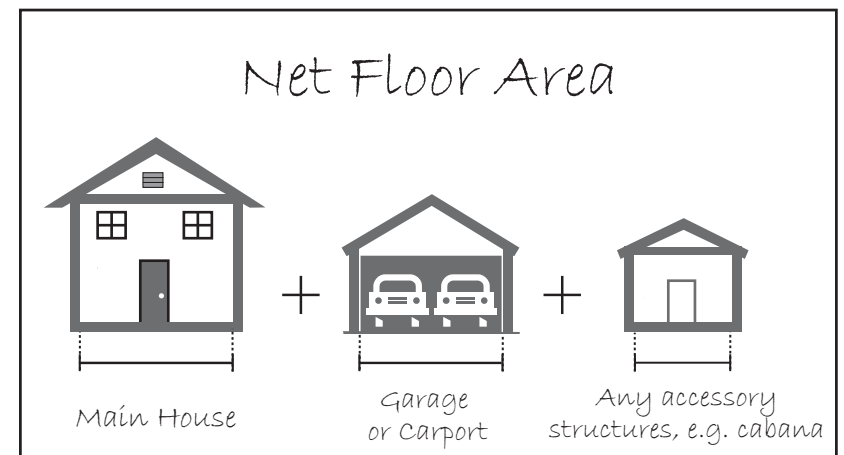 Net Floor Area
+
+
Main House
Garage
or Carport
Any accessory
structures, e.g. cabana